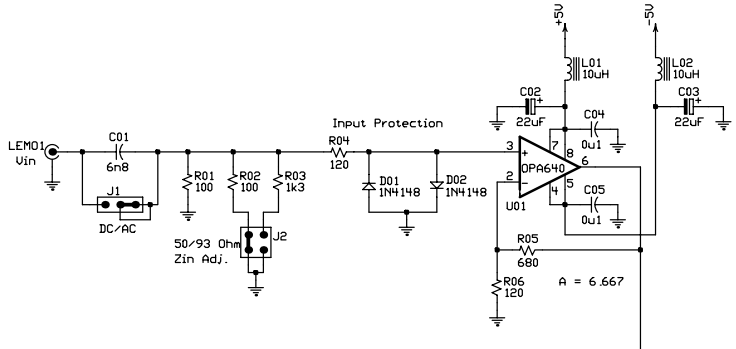 +5V
-5V
L01
10uH
L02
10uH
C02
22uF
C03
22uF
C04
0u1
LEMO1
Vin
C01
6n8
J1
DC/AC
R01
100
R02
100
R03
1k3
50/93 Ohm
Zin Adj.
J2
Input Protection
R04
120
D01
1N4148
D02
1N4148
3
2
7
8
6
5
4
+
-
OPA640
U01
C05
0u1
R05
680
R06
120
A = 6.667